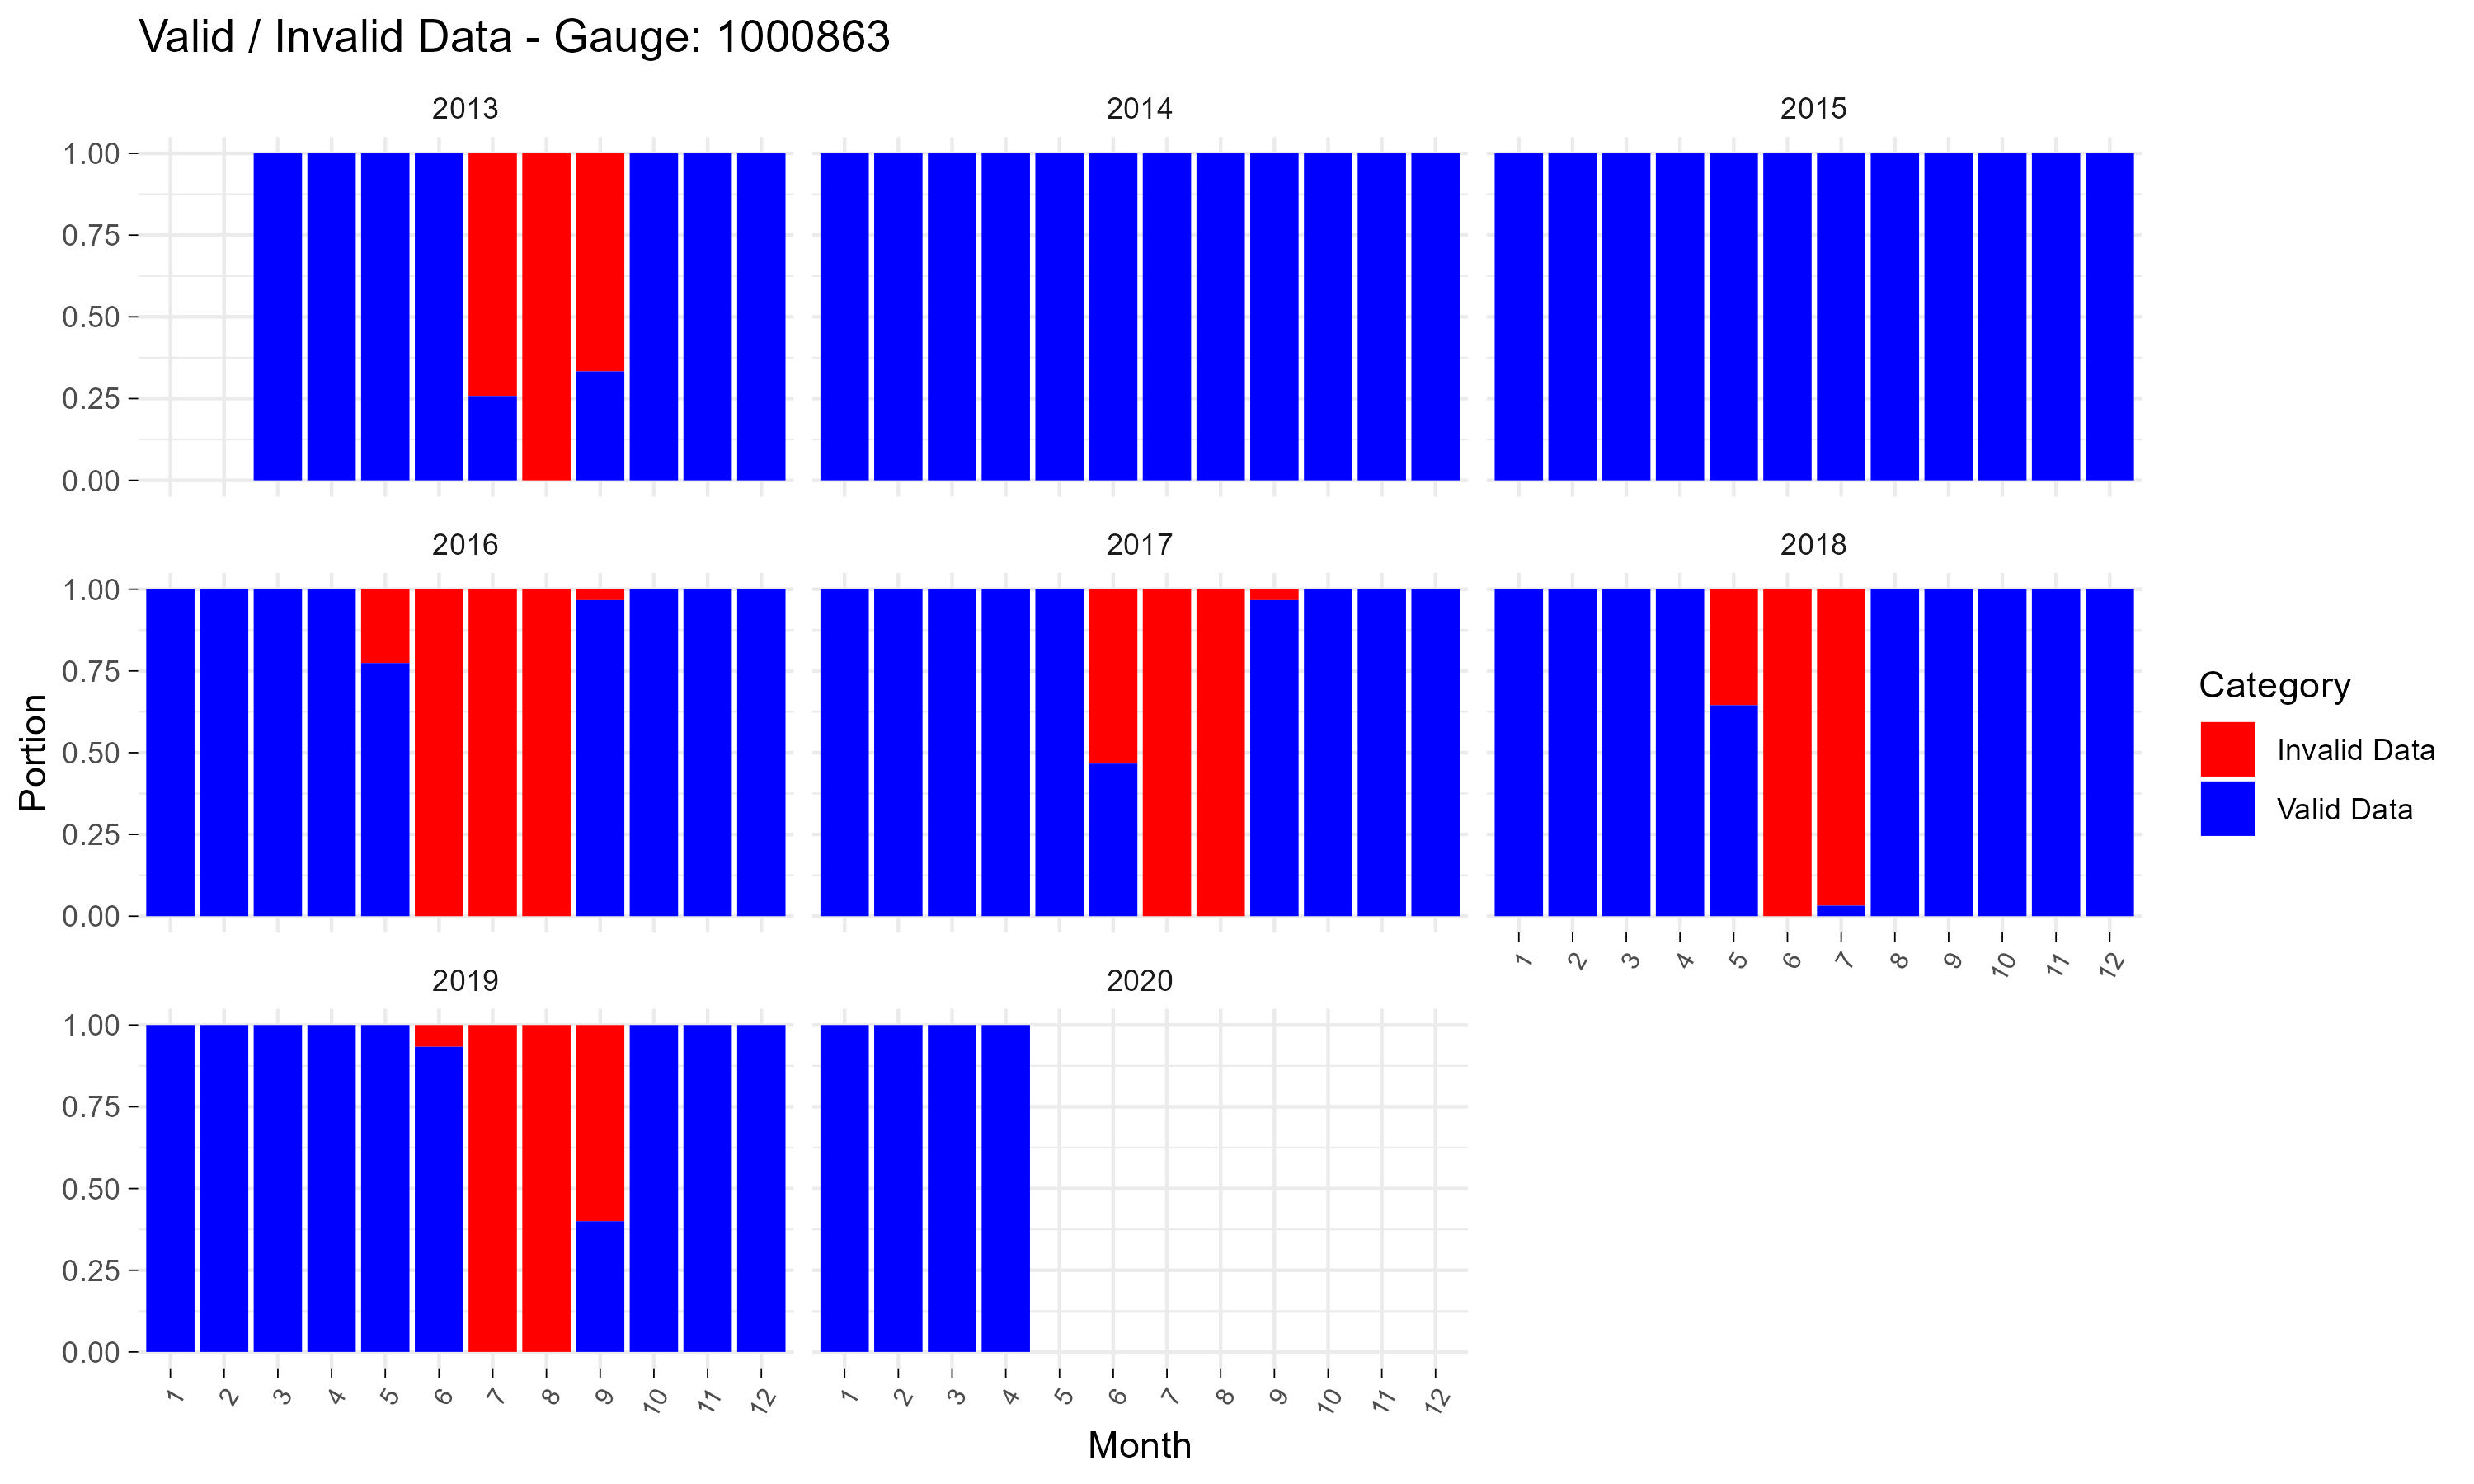 Valid / Invalid Data - Gauge: 1000863
2013 2014 2015
1.00
0.75
0.50
0.25
0.00
2016 2017 2018
1.00
0.75
0.50
0.25
0.00
1 2 3 4 5 6 7 8 9 10 11 12
2019 2020
1.00
0.75
0.50
0.25
0.00
1 2 3 4 5 6 7 8 9 10 11 12 1 2 3 4 5 6 7 8 9 10 11 12
Month
Portion
Category
Invalid Data
Valid Data